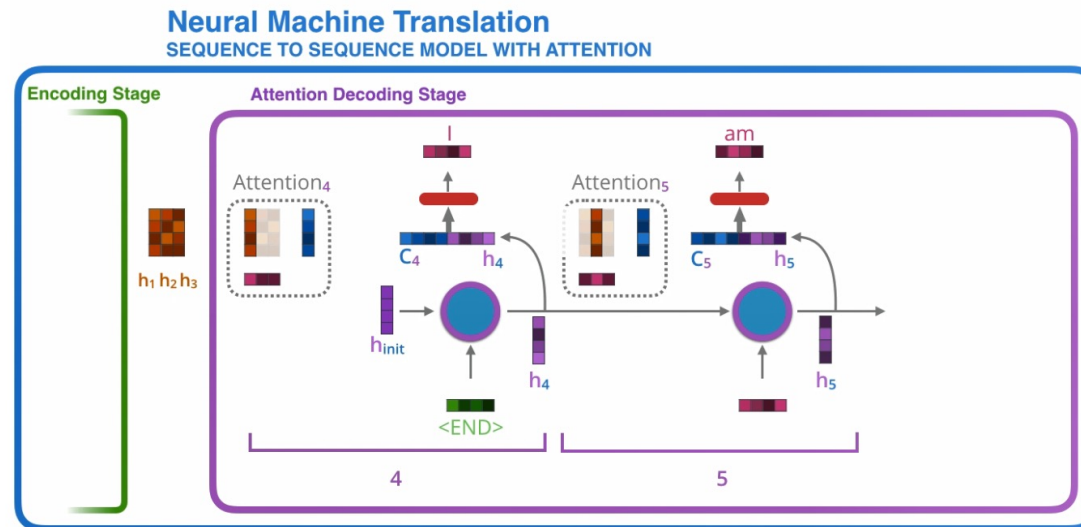 Neural Machine Translation
SEQUENCE TO SEQUENCE MODEL WITH ATTENTION
Encoding Stage
Attention Decoding Stage
I
am
Attention₄
Attention₅
C₄ h₄
C₅ h₅
h₁ h₂ h₃
hinit
h₄
h₅
<END>
4
5